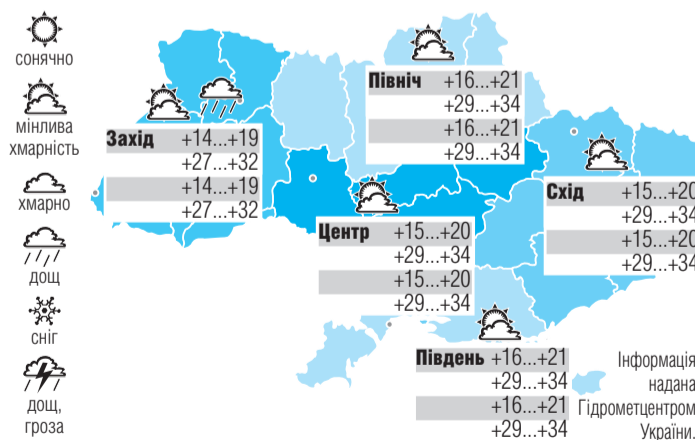 сонячно
мінлива
хмарність
хмарно
дощ
сніг
дощ,
гроза
Північ +16...+21
+29...+34
+16...+21
+29...+34
Захід +14...+19
+27...+32
+14...+19
+27...+32
Схід +15...+20
+29...+34
+15...+20
+29...+34
Центр +15...+20
+29...+34
+15...+20
+29...+34
Південь +16...+21
+29...+34
+16...+21
+29...+34
Інформація
надана
Гідрометцентром
України.